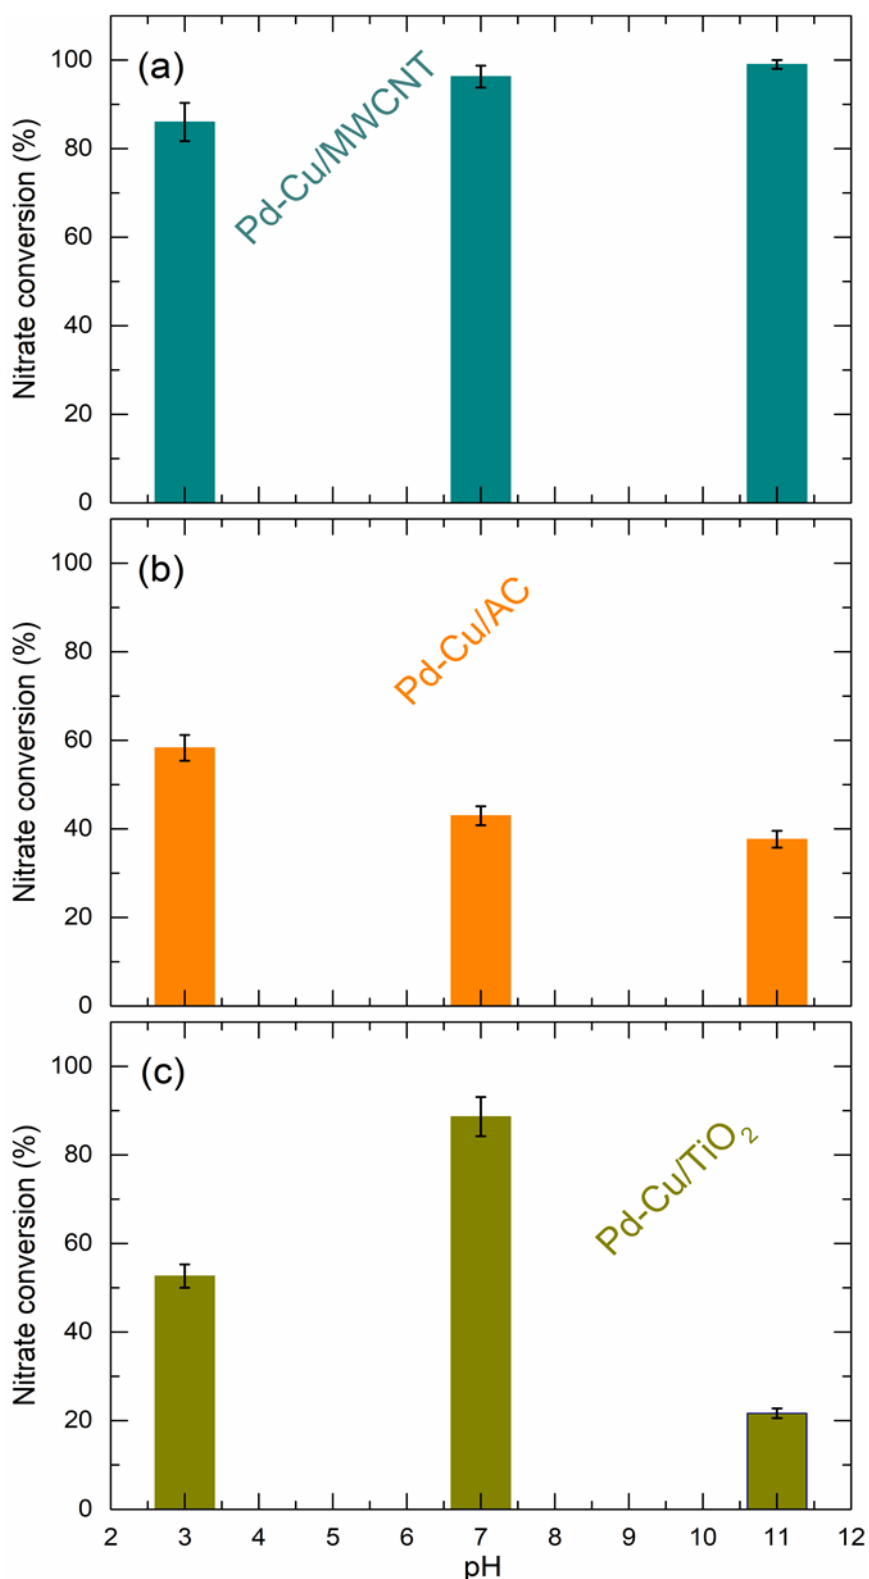 (a)
Pd-Cu/MWCNT
Nitrate conversion (%)
100
80
60
40
20
0
(b)
Pd-Cu/AC
Nitrate conversion (%)
100
80
60
40
20
0
(c)
Pd-Cu/TiO₂
Nitrate conversion (%)
100
80
60
40
20
0
2 3 4 5 6 7 8 9 10 11 12
pH